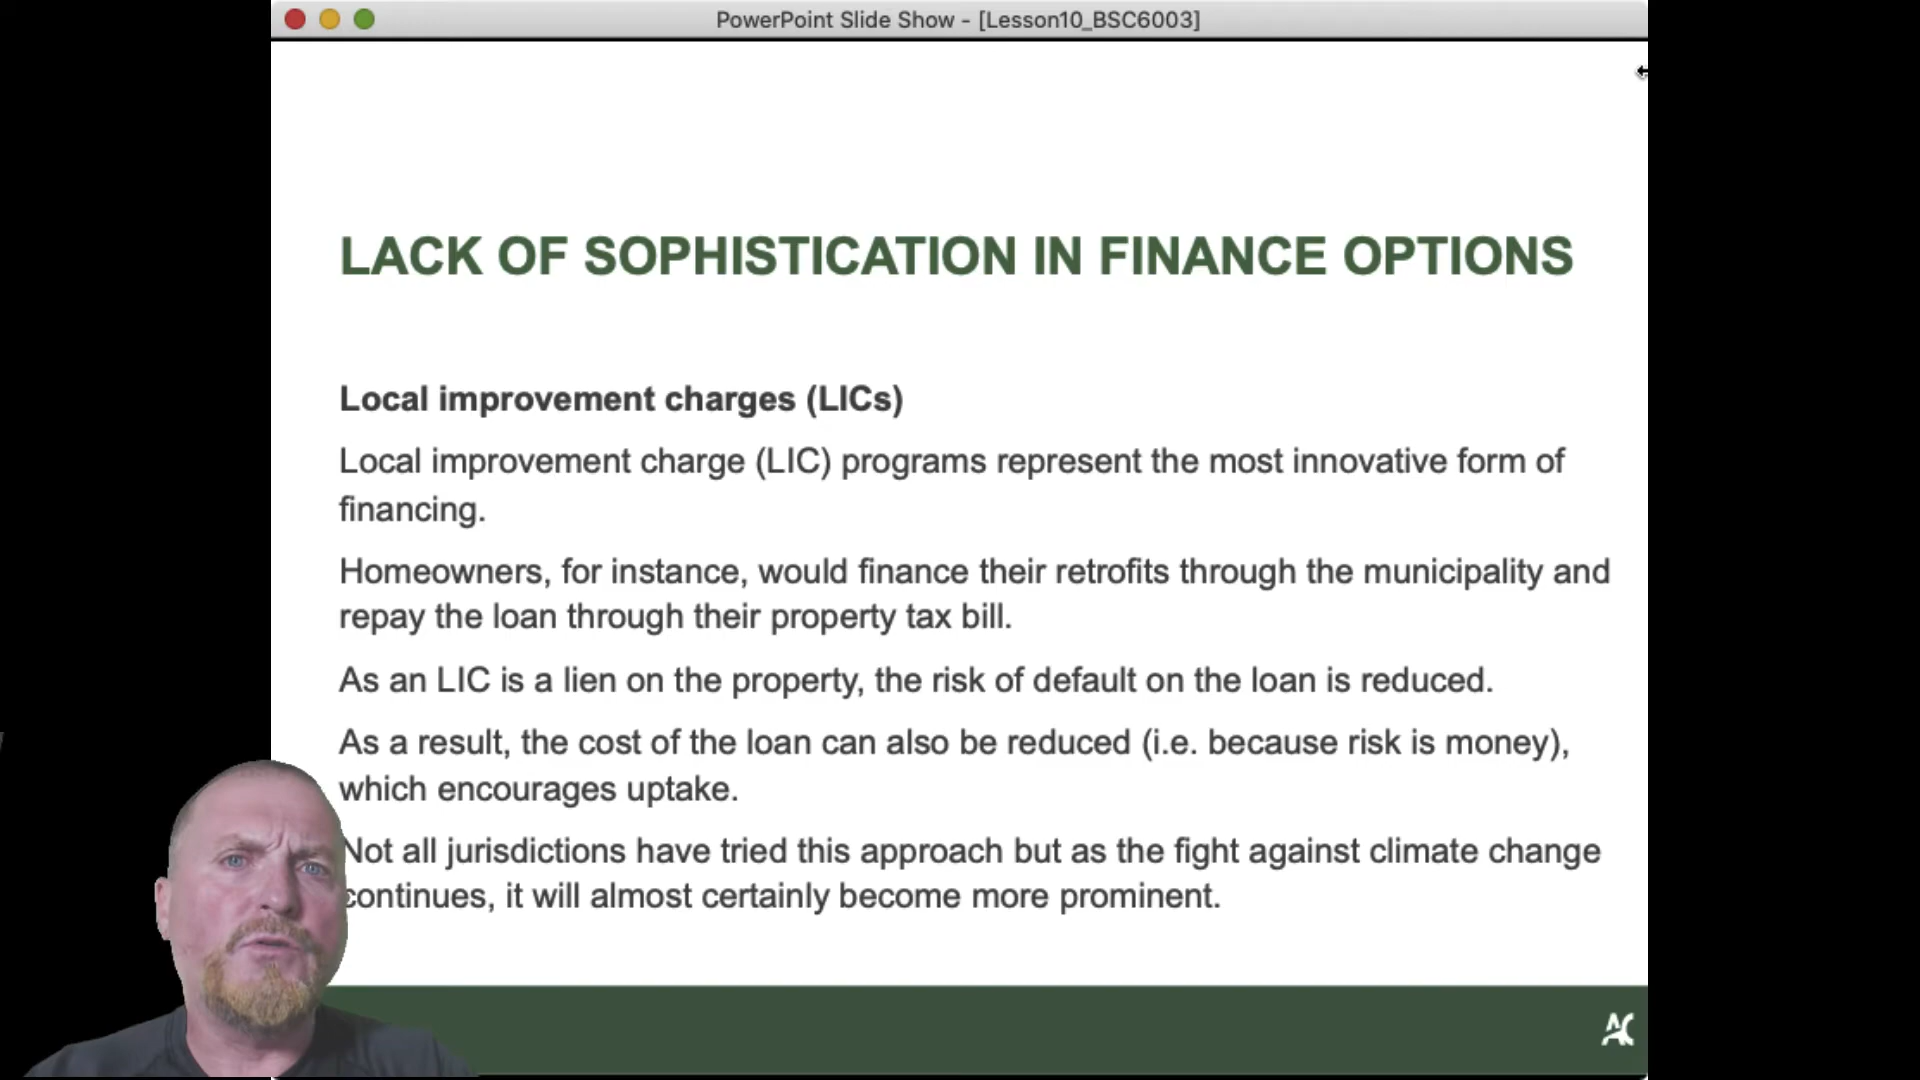 PowerPoint Slide Show - [Lesson10_BSC6003]
LACK OF SOPHISTICATION IN FINANCE OPTIONS
Local improvement charges (LICs)
Local improvement charge (LIC) programs represent the most innovative form of
financing.
Homeowners, for instance, would finance their retrofits through the municipality and
repay the loan through their property tax bill.
As an LIC is a lien on the property, the risk of default on the loan is reduced.
As a result, the cost of the loan can also be reduced (i.e. because risk is money),
which encourages uptake.
Not all jurisdictions have tried this approach but as the fight against climate change
continues, it will almost certainly become more prominent.
AC